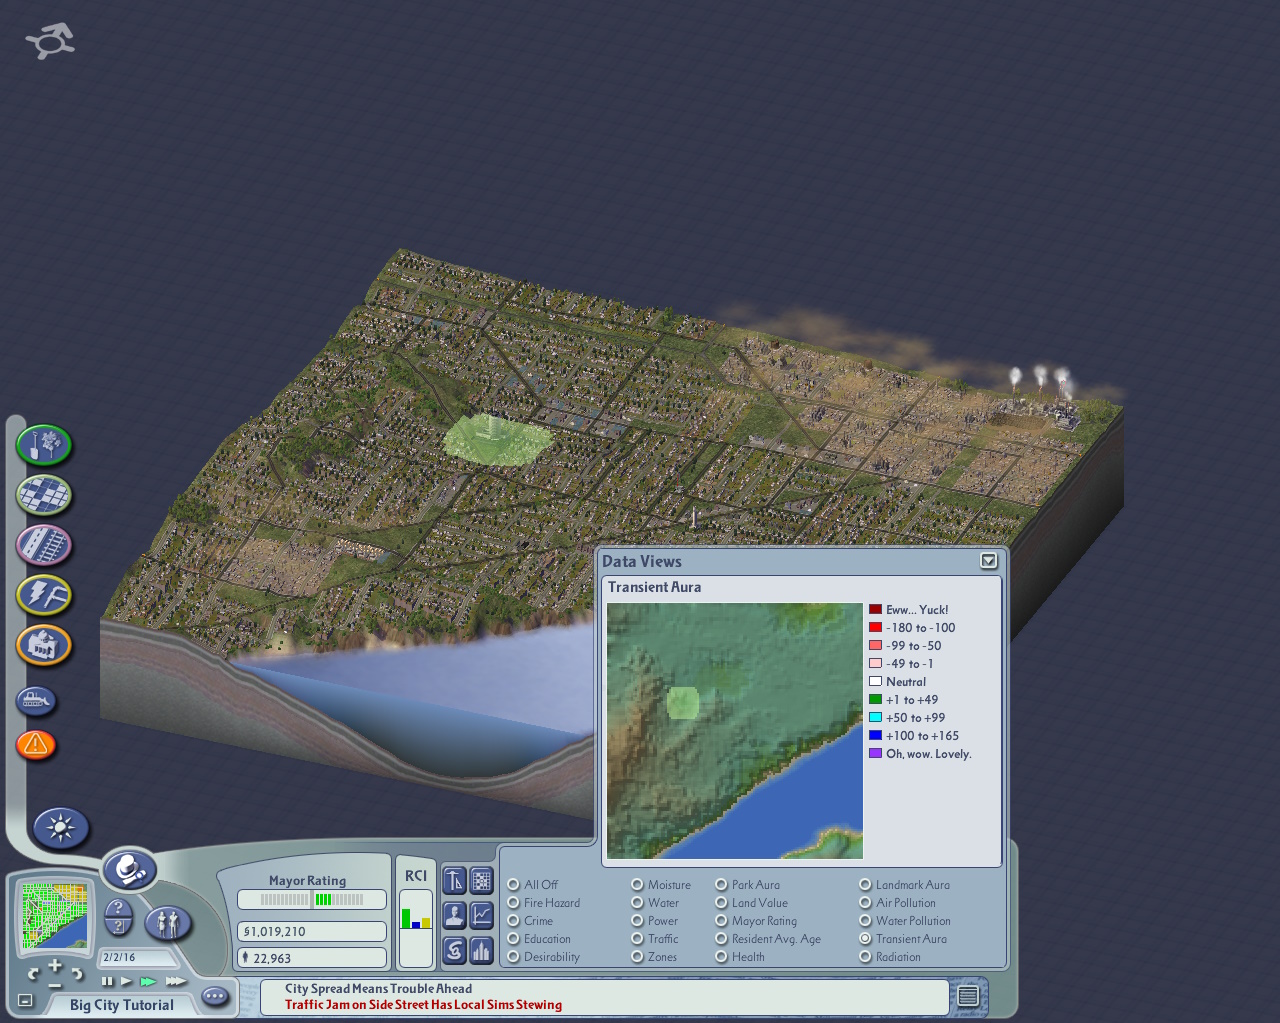 Data Views
Transient Aura
Eww... Yuck!
-180 to -100
-99 to -50
-49 to -1
Neutral
+1 to +49
+50 to +99
+100 to +165
Oh, wow. Lovely.
Mayor Rating
RCI
§1,019,210
22,963
All Off
Fire Hazard
Crime
Education
Desirability
Moisture
Water
Power
Traffic
Zones
Park Aura
Land Value
Mayor Rating
Resident Avg. Age
Health
Landmark Aura
Air Pollution
Water Pollution
Transient Aura
Radiation
?
?
2/2/16
Big City Tutorial
City Spread Means Trouble Ahead
Traffic Jam on Side Street Has Local Sims Stewing